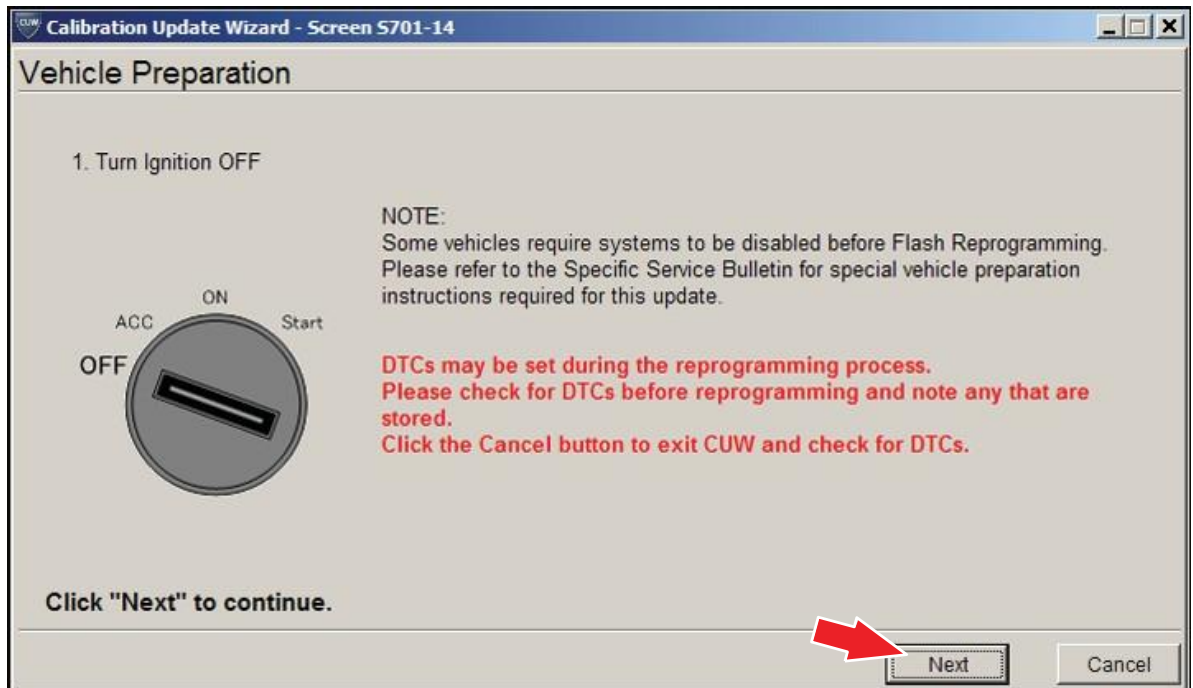 CUW Calibration Update Wizard - Screen S701-14
Vehicle Preparation
1. Turn Ignition OFF
NOTE:
Some vehicles require systems to be disabled before Flash Reprogramming.
Please refer to the Specific Service Bulletin for special vehicle preparation
instructions required for this update.
ON
ACC
Start
OFF
DTCs may be set during the reprogramming process.
Please check for DTCs before reprogramming and note any that are
stored.
Click the Cancel button to exit CUW and check for DTCs.
Click "Next" to continue.
Next
Cancel